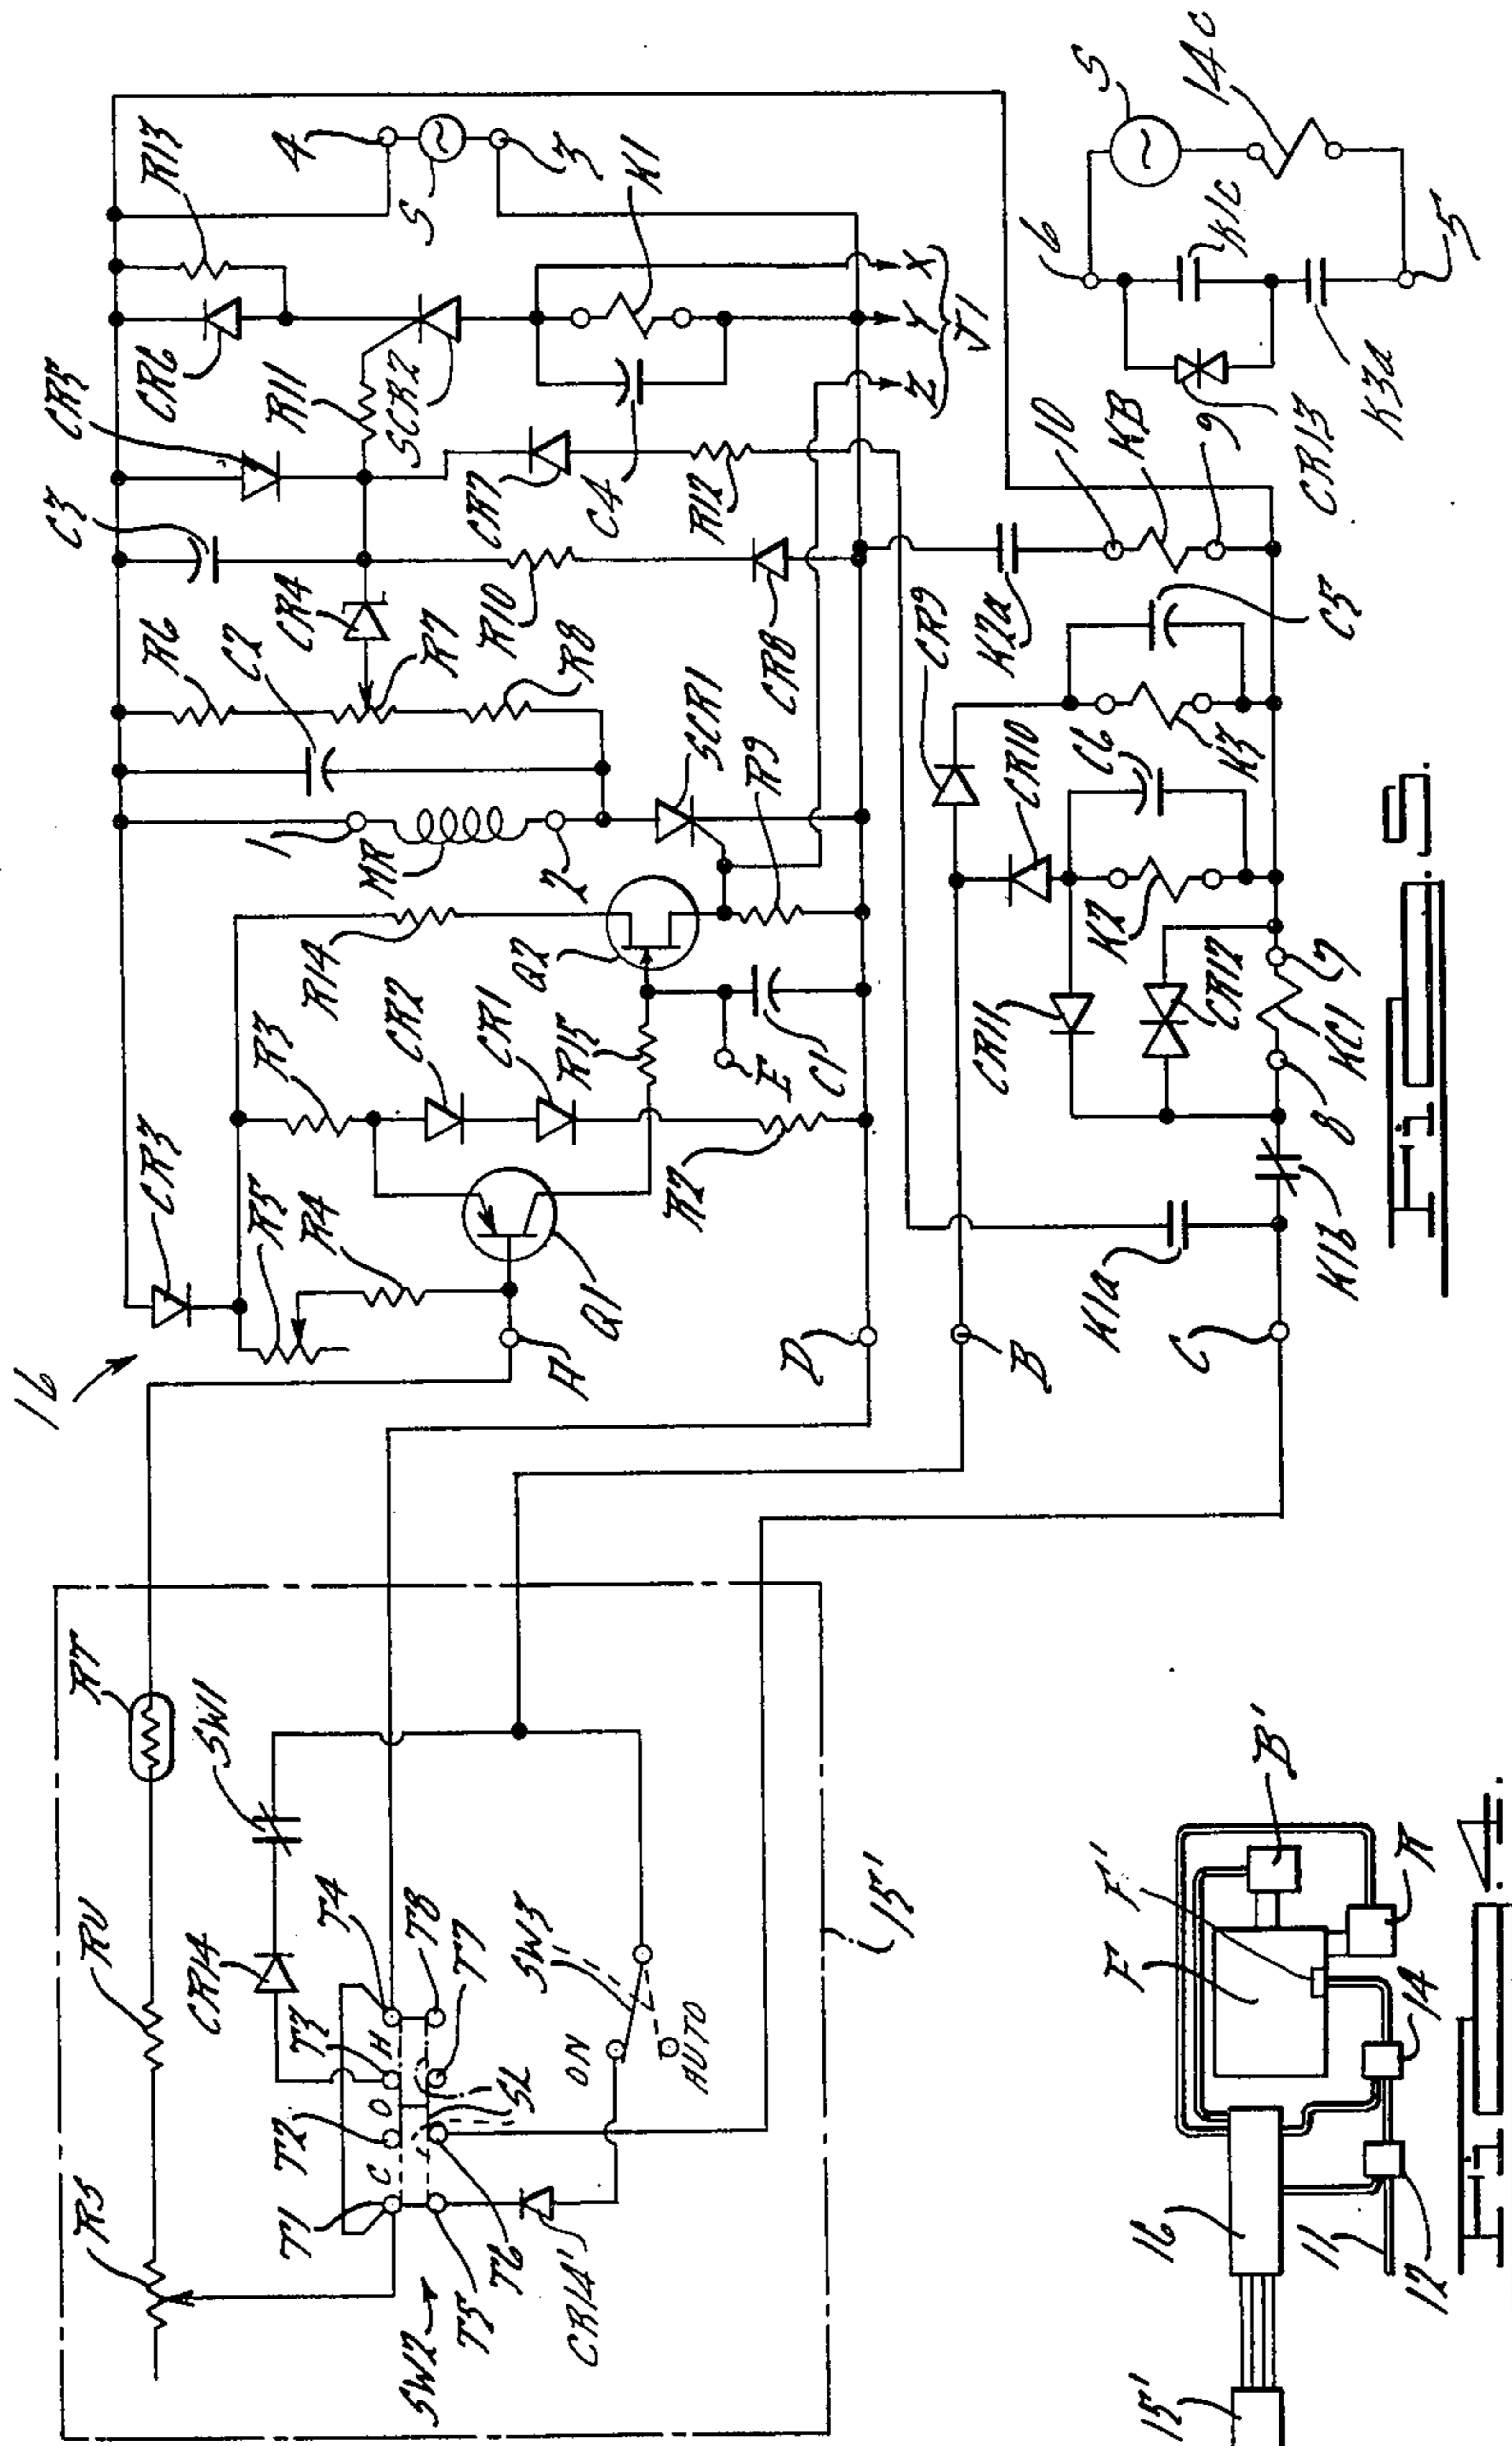 16
CR3
R5
R4
Q1
A
R3
R14
CR2
CR1
R15
R2
E
C1
Q2
1
MR
2
SCR1
R9
R6
C2
CR4
R7
R10
R8
CR8
C3
CR5
R11
SCR2
CR7
C4
R12
CR6
R13
4
S
3
K1
Z
Y
X
J1
D
B
C
K1a
K1b
8
KC1
7
CR11
CR12
K2
CR10
C6
CR9
K3
C5
K2a
10
KB
9
6
S
K1c
14c
CR13
K3a
5
Fig. 5.
RS
RV
RT
CR14
SW1
T1
T2
T3
T4
C
O
H
SW2
T5
T6
SL
T7
T8
SW3
ON
AUTO
CR14'
15'
15'
16
11
12
14
F
F'
B'
R
Fig. 4.